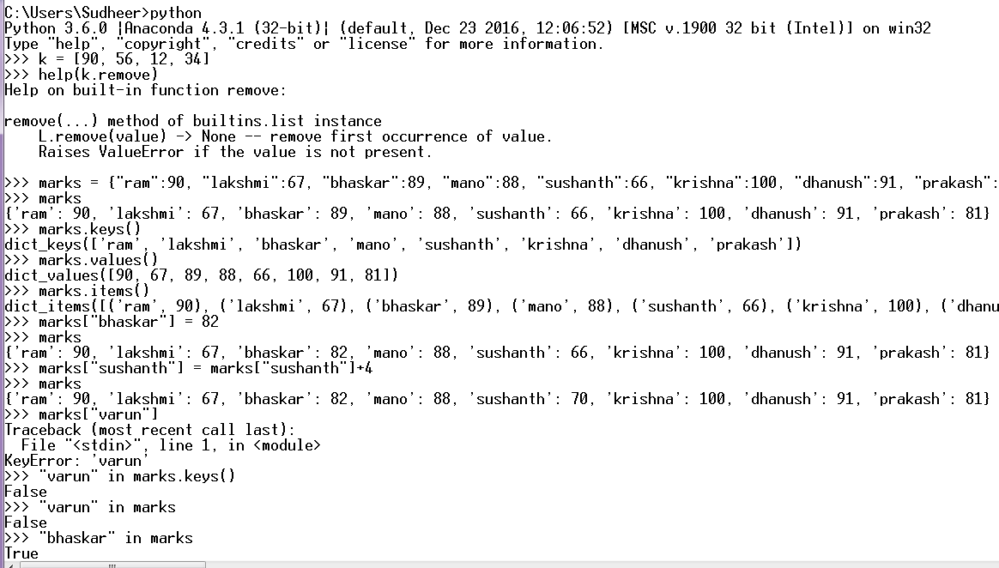 C:\Users\Sudheer>python
Python 3.6.0 |Anaconda 4.3.1 (32-bit)| (default, Dec 23 2016, 12:06:52) [MSC v.1900 32 bit (Intel)] on win32
Type "help", "copyright", "credits" or "license" for more information.
>>> k = [90, 56, 12, 34]
>>> help(k.remove)
Help on built-in function remove:

remove(...) method of builtins.list instance
    L.remove(value) -> None -- remove first occurrence of value.
    Raises ValueError if the value is not present.

>>> marks = {"ram":90, "lakshmi":67, "bhaskar":89, "mano":88, "sushanth":66, "krishna":100, "dhanush":91, "prakash":
>>> marks
{'ram': 90, 'lakshmi': 67, 'bhaskar': 89, 'mano': 88, 'sushanth': 66, 'krishna': 100, 'dhanush': 91, 'prakash': 81}
>>> marks.keys()
dict_keys(['ram', 'lakshmi', 'bhaskar', 'mano', 'sushanth', 'krishna', 'dhanush', 'prakash'])
>>> marks.values()
dict_values([90, 67, 89, 88, 66, 100, 91, 81])
>>> marks.items()
dict_items([('ram', 90), ('lakshmi', 67), ('bhaskar', 89), ('mano', 88), ('sushanth', 66), ('krishna', 100), ('dhanu
>>> marks["bhaskar"] = 82
>>> marks
{'ram': 90, 'lakshmi': 67, 'bhaskar': 82, 'mano': 88, 'sushanth': 66, 'krishna': 100, 'dhanush': 91, 'prakash': 81}
>>> marks["sushanth"] = marks["sushanth"]+4
>>> marks
{'ram': 90, 'lakshmi': 67, 'bhaskar': 82, 'mano': 88, 'sushanth': 70, 'krishna': 100, 'dhanush': 91, 'prakash': 81}
>>> marks["varun"]
Traceback (most recent call last):
  File "<stdin>", line 1, in <module>
KeyError: 'varun'
>>> "varun" in marks.keys()
False
>>> "varun" in marks
False
>>> "bhaskar" in marks
True